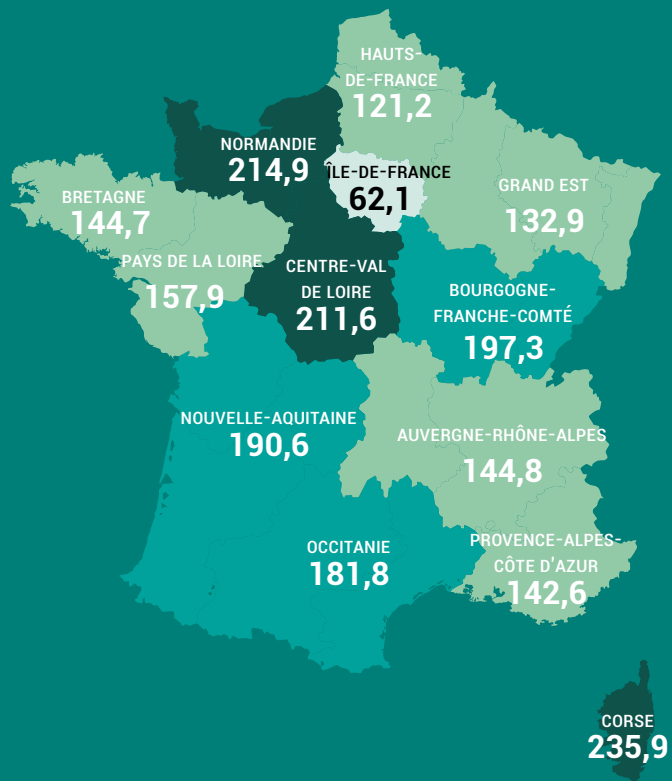 HAUTS-
DE-FRANCE
121,2
NORMANDIE
214,9
ÎLE-DE-FRANCE
62,1
GRAND EST
132,9
BRETAGNE
144,7
PAYS DE LA LOIRE
157,9
CENTRE-VAL
DE LOIRE
211,6
BOURGOGNE-
FRANCHE-COMTÉ
197,3
NOUVELLE-AQUITAINE
190,6
AUVERGNE-RHÔNE-ALPES
144,8
OCCITANIE
181,8
PROVENCE-ALPES-
CÔTE D'AZUR
142,6
CORSE
235,9